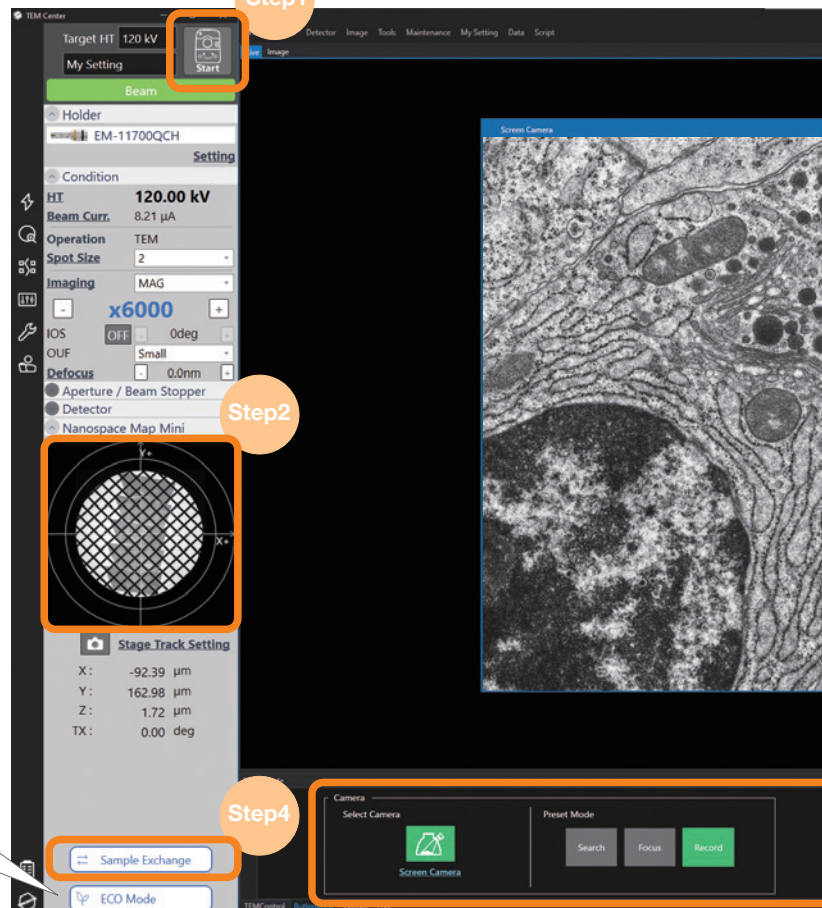 Step1
TEM Center
Target HT 120 kV
My Setting
Start
Detector Image Tools Maintenance My Setting Data Script
Image
Beam
Holder
EM-11700QCH
Setting
Condition
HT 120.00 kV
Beam Curr. 8.21 µA
Operation TEM
Spot Size 2
Imaging MAG
- x6000 +
IOS OFF - 0deg +
OUF Small
Defocus - 0.0nm +
Aperture / Beam Stopper
Detector
Nanospace Map Mini
Step2
Y+
X+
Screen Camera
Stage Track Setting
X: -92.39 µm
Y: 162.98 µm
Z: 1.72 µm
TX: 0.00 deg
Step4
Camera
Select Camera
Screen Camera
Preset Mode
Search Focus Record
Sample Exchange
ECO Mode
TEMControl